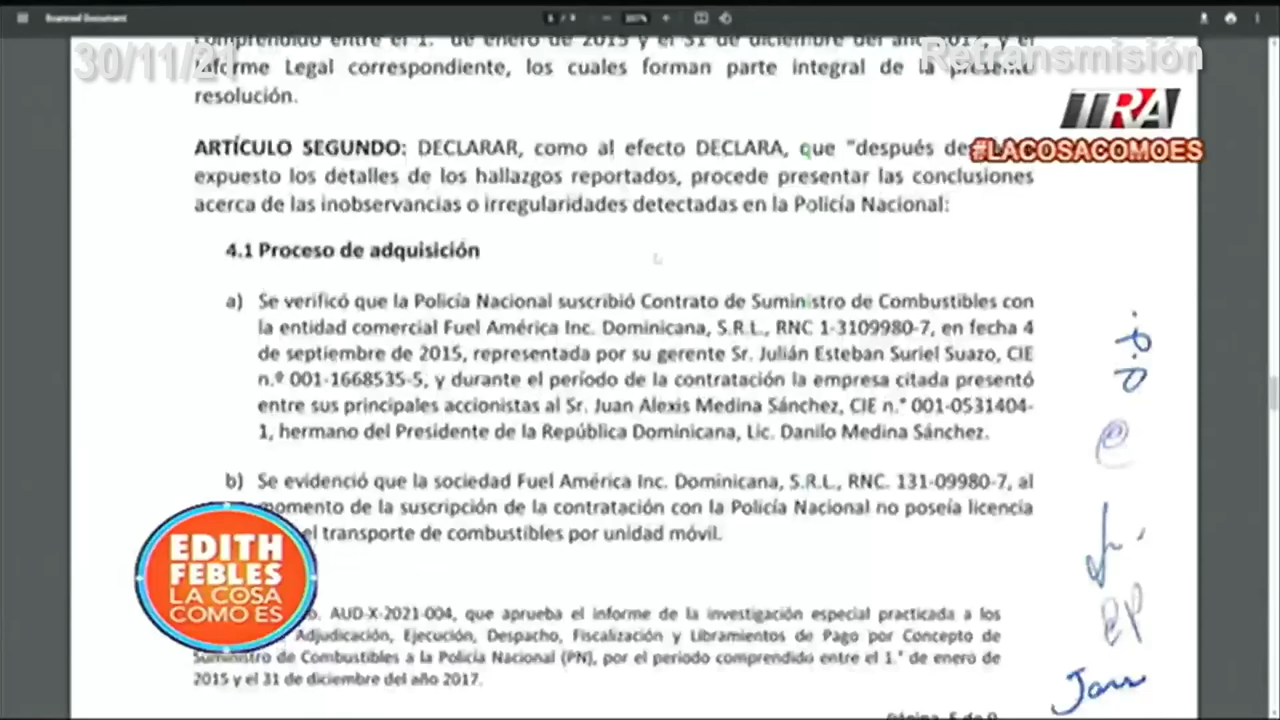 Scanned Document
30/11/21
Retransmisión
comprendido entre el 1.° de enero de 2015 y el 31 de diciembre del año 2017, y el
Informe Legal correspondiente, los cuales forman parte integral de la presente
resolución.
TRA
#LACOSACOMOES
ARTÍCULO SEGUNDO: DECLARAR, como al efecto DECLARA, que "después de
expuesto los detalles de los hallazgos reportados, procede presentar las conclusiones
acerca de las inobservancias o irregularidades detectadas en la Policía Nacional:
4.1 Proceso de adquisición
a) Se verificó que la Policía Nacional suscribió Contrato de Suministro de Combustibles con
la entidad comercial Fuel América Inc. Dominicana, S.R.L., RNC 1-3109980-7, en fecha 4
de septiembre de 2015, representada por su gerente Sr. Julián Esteban Suriel Suazo, CIE
n.º 001-1668535-5, y durante el período de la contratación la empresa citada presentó
entre sus principales accionistas al Sr. Juan Alexis Medina Sánchez, CIE n.° 001-0531404-
1, hermano del Presidente de la República Dominicana, Lic. Danilo Medina Sánchez.
b) Se evidenció que la sociedad Fuel América Inc. Dominicana, S.R.L., RNC. 131-09980-7, al
momento de la suscripción de la contratación con la Policía Nacional no poseía licencia
el transporte de combustibles por unidad móvil.
EDITH
FEBLES
LA COSA
COMO ES
AUD-X-2021-004, que aprueba el informe de la investigación especial practicada a los
Adjudicación, Ejecución, Despacho, Fiscalización y Libramientos de Pago por Concepto de
Suministro de Combustibles a la Policía Nacional (PN), por el período comprendido entre el 1.° de enero de
2015 y el 31 de diciembre del año 2017.
Página 5 de 9